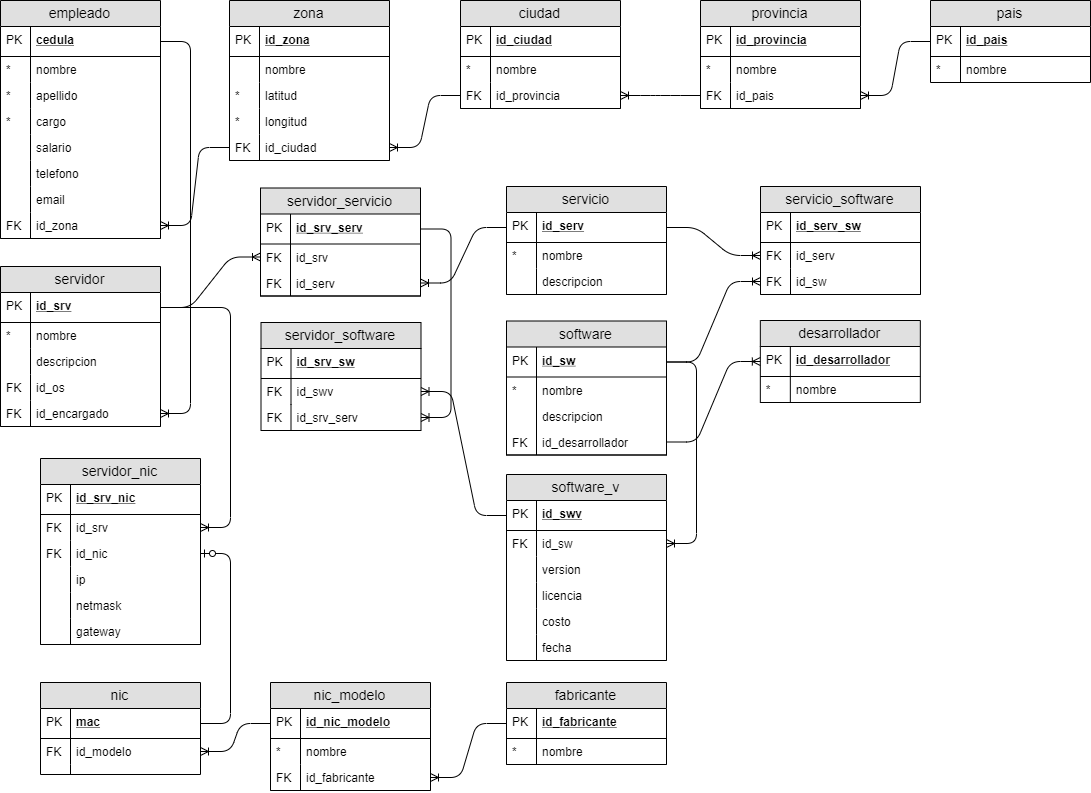 empleado
PK cedula
* nombre
* apellido
* cargo
salario
telefono
email
FK id_zona
zona
PK id_zona
nombre
* latitud
* longitud
FK id_ciudad
ciudad
PK id_ciudad
* nombre
FK id_provincia
provincia
PK id_provincia
* nombre
FK id_pais
pais
PK id_pais
* nombre
servidor
PK id_srv
* nombre
descripcion
FK id_os
FK id_encargado
servidor_servicio
PK id_srv_serv
FK id_srv
FK id_serv
servicio
PK id_serv
* nombre
descripcion
servicio_software
PK id_serv_sw
FK id_serv
FK id_sw
servidor_software
PK id_srv_sw
FK id_swv
FK id_srv_serv
software
PK id_sw
* nombre
descripcion
FK id_desarrollador
desarrollador
PK id_desarrollador
* nombre
servidor_nic
PK id_srv_nic
FK id_srv
FK id_nic
ip
netmask
gateway
software_v
PK id_swv
FK id_sw
version
licencia
costo
fecha
nic
PK mac
FK id_modelo
nic_modelo
PK id_nic_modelo
* nombre
FK id_fabricante
fabricante
PK id_fabricante
* nombre